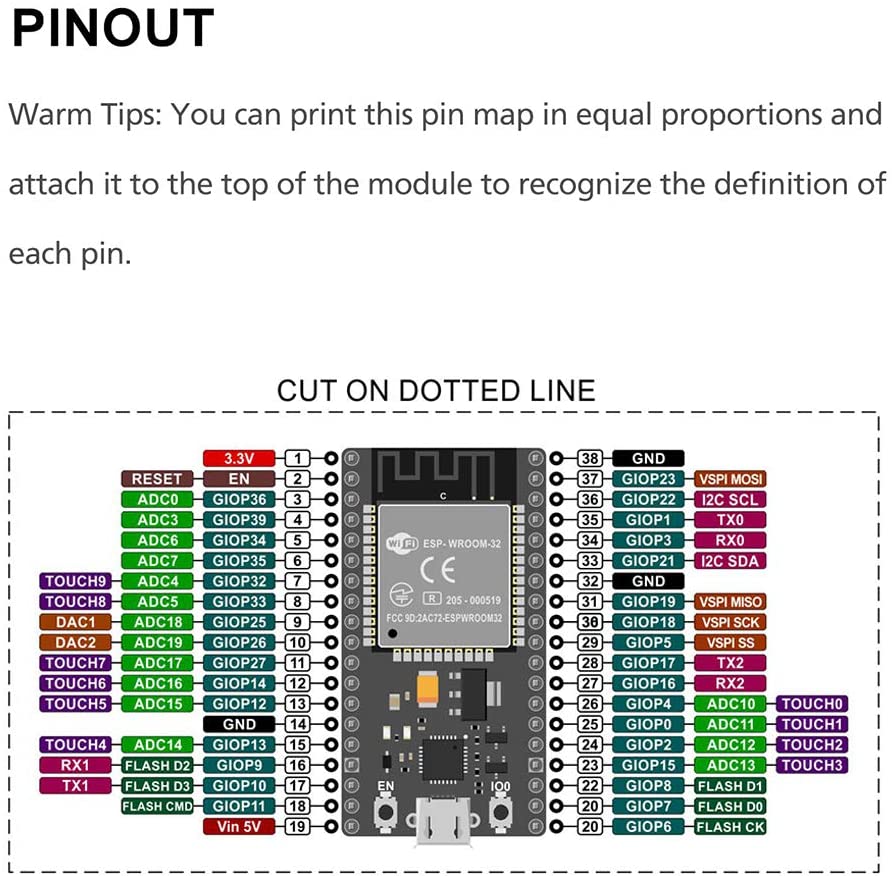 PINOUT
Warm Tips: You can print this pin map in equal proportions and
attach it to the top of the module to recognize the definition of
each pin.
CUT ON DOTTED LINE
3.3V 1 38 GND
RESET EN 2 37 GIOP23 VSPI MOSI
C
ADC0 GIOP36 3 36 GIOP22 I2C SCL
ADC3 GIOP39 4 35 GIOP1 TX0
ADC6 GIOP34 5 WiFi ESP-WROOM-32 34 GIOP3 RX0
ADC7 GIOP35 6 33 GIOP21 I2C SDA
TOUCH9 ADC4 GIOP32 7 CE 32 GND
TOUCH8 ADC5 GIOP33 8 R 205-000519 31 GIOP19 VSPI MISO
DAC1 ADC18 GIOP25 9 FCC 9D:2AC72-ESPWROOM32 30 GIOP18 VSPI SCK
DAC2 ADC19 GIOP26 10 29 GIOP5 VSPI SS
TOUCH7 ADC17 GIOP27 11 28 GIOP17 TX2
TOUCH6 ADC16 GIOP14 12 27 GIOP16 RX2
TOUCH5 ADC15 GIOP12 13 26 GIOP4 ADC10 TOUCH0
GND 14 25 GIOP0 ADC11 TOUCH1
TOUCH4 ADC14 GIOP13 15 24 GIOP2 ADC12 TOUCH2
RX1 FLASH D2 GIOP9 16 23 GIOP15 ADC13 TOUCH3
TX1 FLASH D3 GIOP10 17 EN IO0 22 GIOP8 FLASH D1
FLASH CMD GIOP11 18 20 GIOP7 FLASH D0
Vin 5V 19 20 GIOP6 FLASH CK